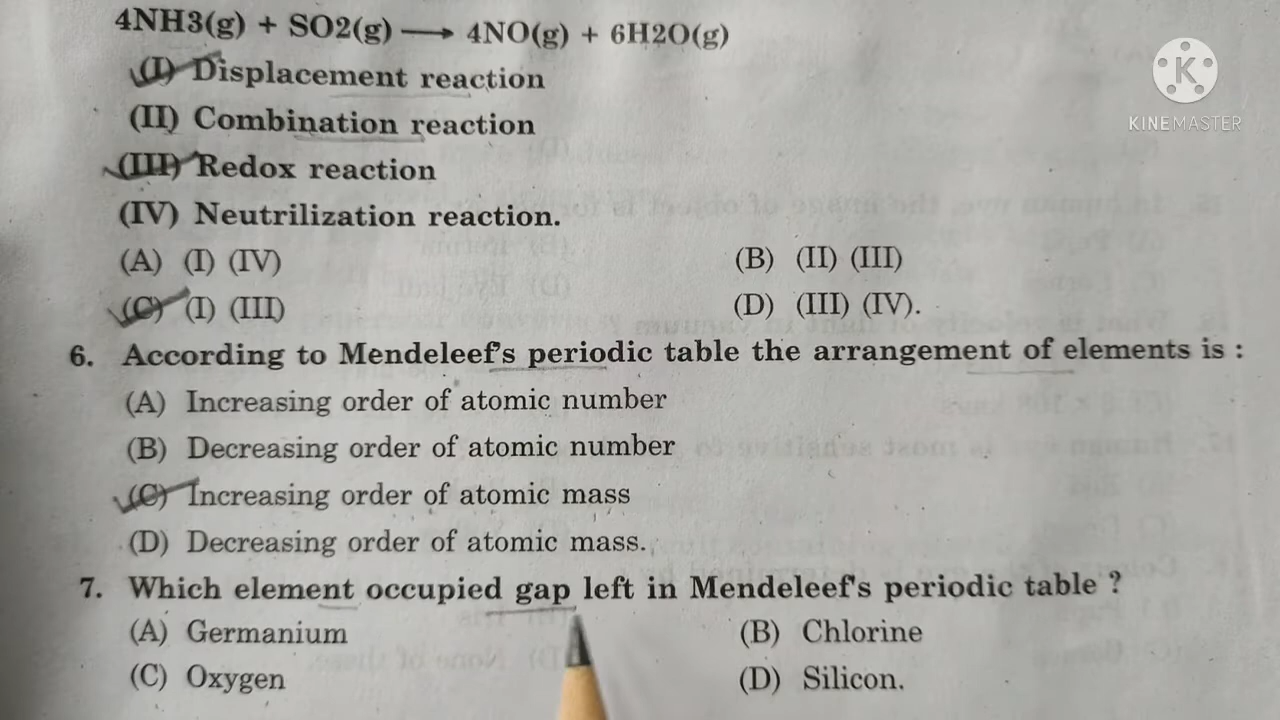 4NH3(g) + SO2(g) ⟶ 4NO(g) + 6H2O(g)
(I) Displacement reaction
(II) Combination reaction
(III) Redox reaction
(IV) Neutrilization reaction.
(A) (I) (IV) (B) (II) (III)
(C) (I) (III) (D) (III) (IV).
6. According to Mendeleef's periodic table the arrangement of elements is :
(A) Increasing order of atomic number
(B) Decreasing order of atomic number
(C) Increasing order of atomic mass
(D) Decreasing order of atomic mass.
7. Which element occupied gap left in Mendeleef's periodic table ?
(A) Germanium (B) Chlorine
(C) Oxygen (D) Silicon.
K
KINEMASTER